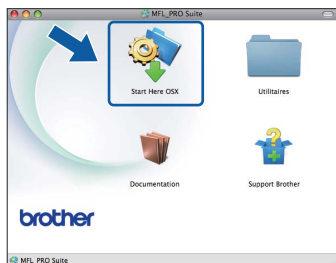 MFL_PRO Suite
Start Here OSX
Utilitaires
Documentation
Support Brother
brother
MFL_PRO Suite